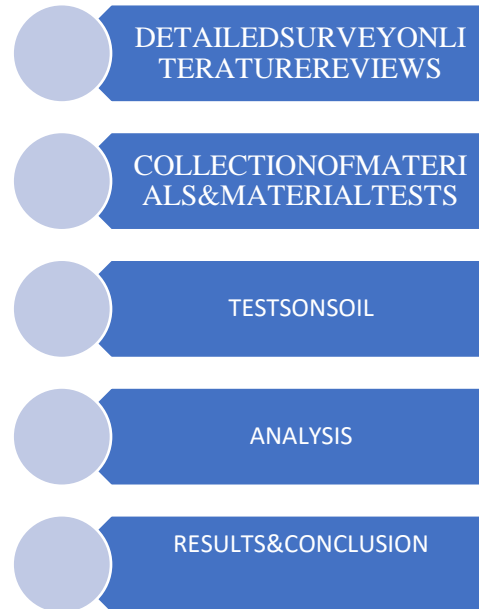 DETAILEDSURVEYONLI
TERATUREREVIEWS
COLLECTIONOFMATERI
ALS&MATERIALTESTS
TESTSONSOIL
ANALYSIS
RESULTS&CONCLUSION